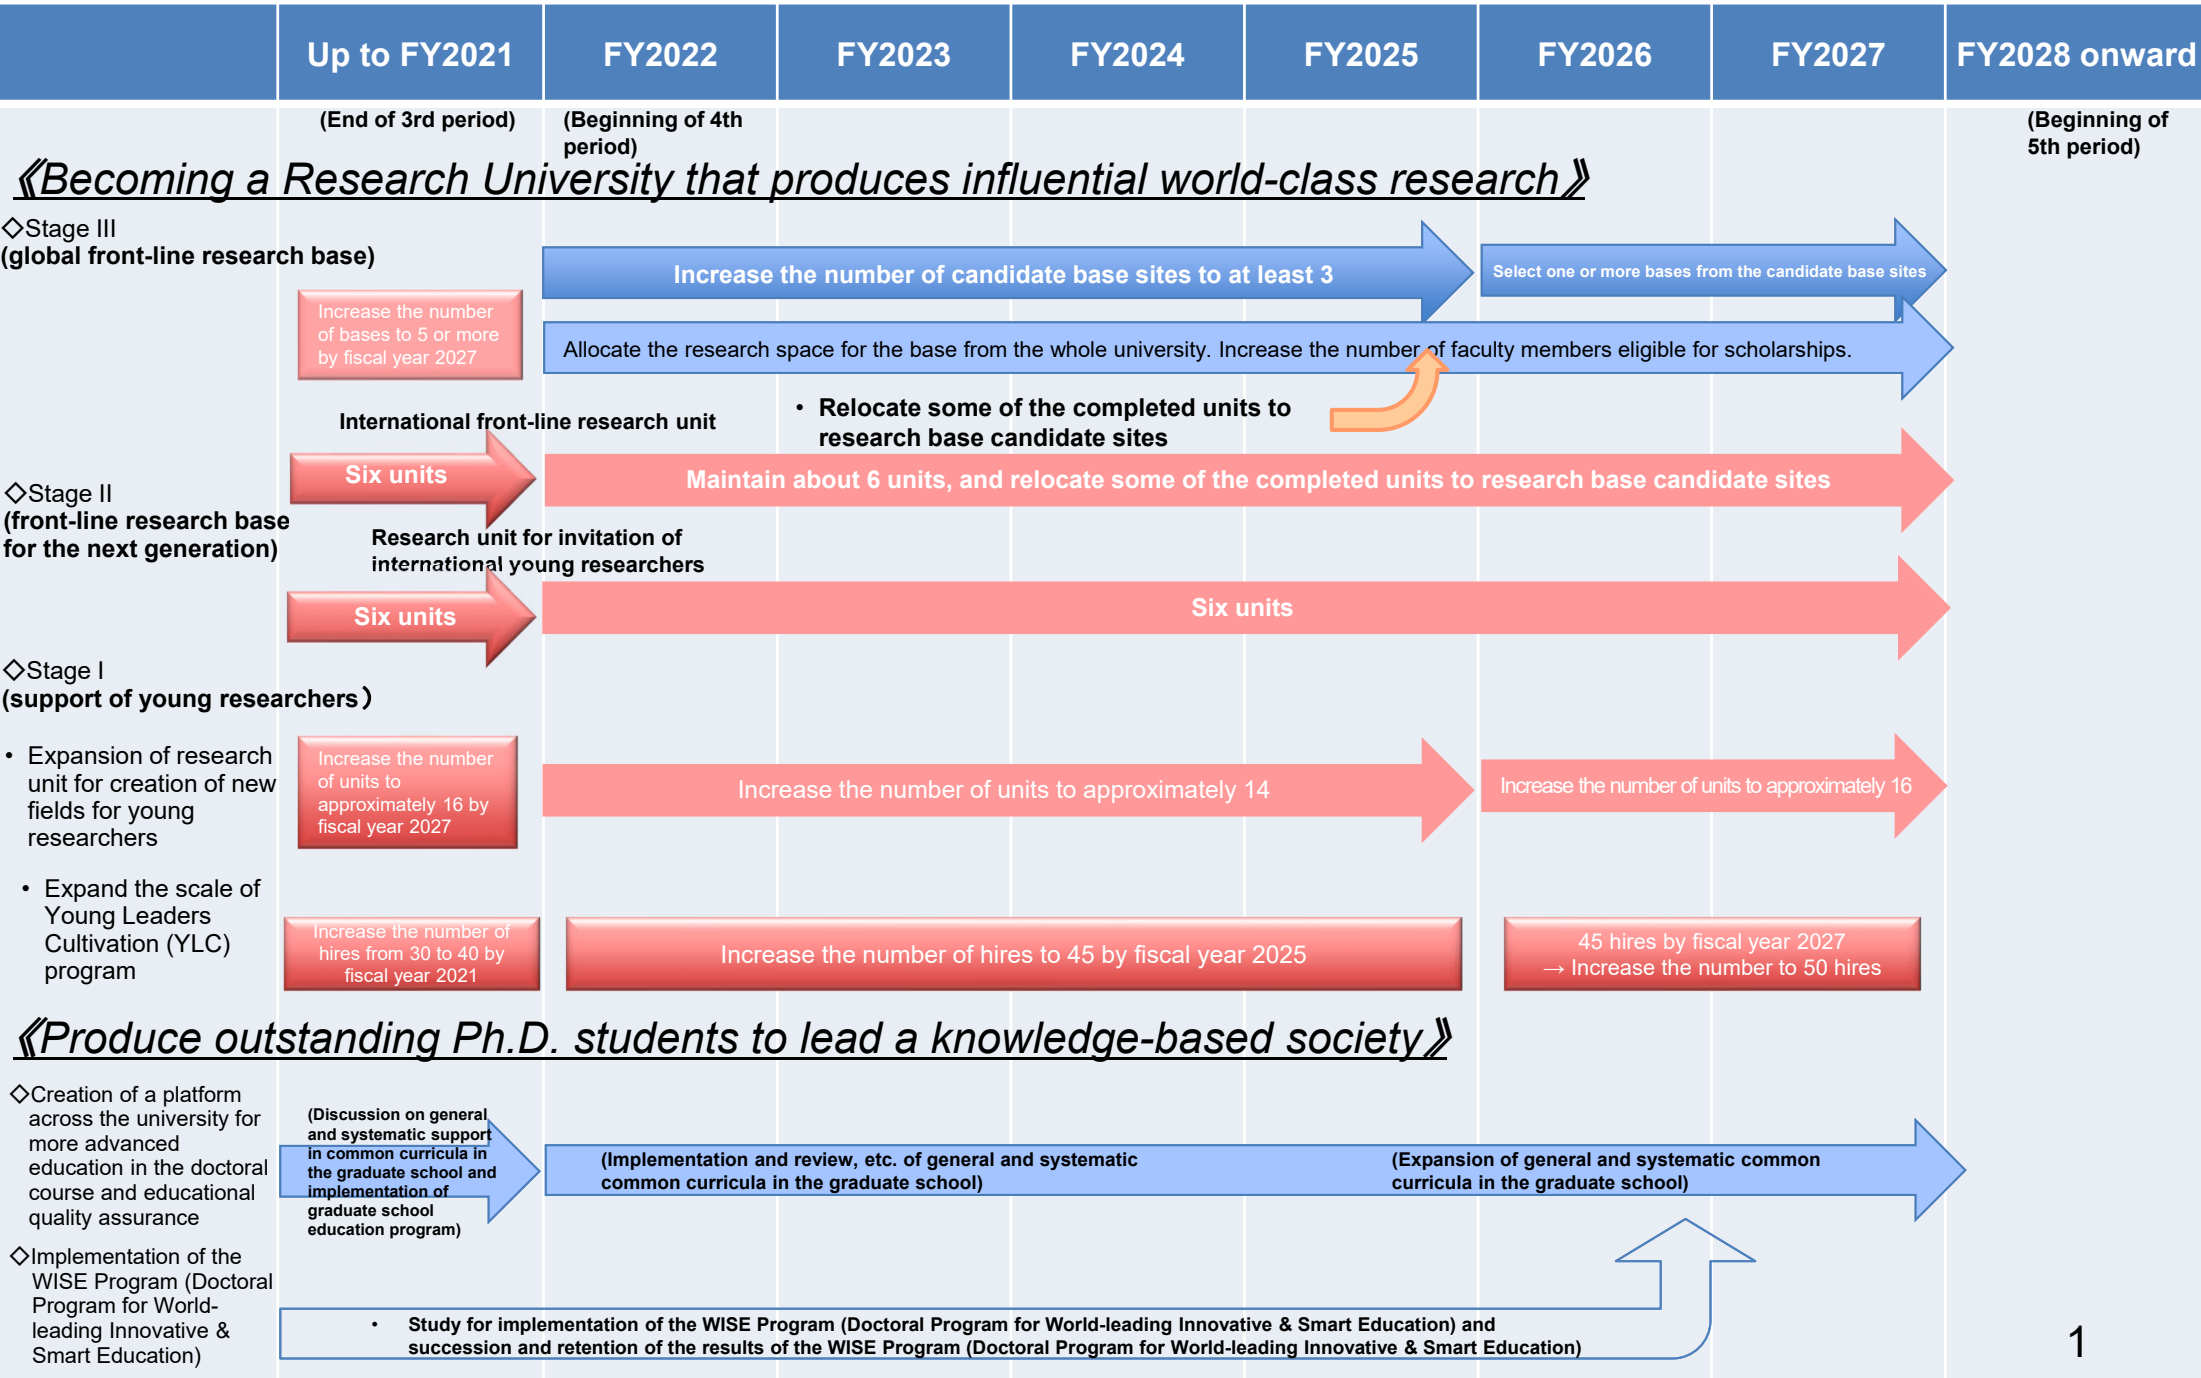 Up to FY2021
FY2022
FY2023
FY2024
FY2025
FY2026
FY2027
FY2028 onward
(End of 3rd period)
(Beginning of 4th
period)
(Beginning of
5th period)
《Becoming a Research University that produces influential world-class research》
◇Stage III
(global front-line research base)
Increase the number of candidate base sites to at least 3
Select one or more bases from the candidate base sites
Increase the number
of bases to 5 or more
by fiscal year 2027
Allocate the research space for the base from the whole university. Increase the number of faculty members eligible for scholarships.
• Relocate some of the completed units to
research base candidate sites
International front-line research unit
Six units
Maintain about 6 units, and relocate some of the completed units to research base candidate sites
◇Stage II
(front-line research base
for the next generation)
Research unit for invitation of
international young researchers
Six units
Six units
◇Stage I
(support of young researchers）
• Expansion of research
unit for creation of new
fields for young
researchers
Increase the number
of units to
approximately 16 by
fiscal year 2027
Increase the number of units to approximately 14
Increase the number of units to approximately 16
• Expand the scale of
Young Leaders
Cultivation (YLC)
program
Increase the number of
hires from 30 to 40 by
fiscal year 2021
Increase the number of hires to 45 by fiscal year 2025
45 hires by fiscal year 2027
→ Increase the number to 50 hires
《Produce outstanding Ph.D. students to lead a knowledge-based society》
◇Creation of a platform
across the university for
more advanced
education in the doctoral
course and educational
quality assurance
(Discussion on general
and systematic support
in common curricula in
the graduate school and
implementation of
graduate school
education program)
(Implementation and review, etc. of general and systematic
common curricula in the graduate school)
(Expansion of general and systematic common
curricula in the graduate school)
◇Implementation of the
WISE Program (Doctoral
Program for World-
leading Innovative &
Smart Education)
• Study for implementation of the WISE Program (Doctoral Program for World-leading Innovative & Smart Education) and
succession and retention of the results of the WISE Program (Doctoral Program for World-leading Innovative & Smart Education)
1